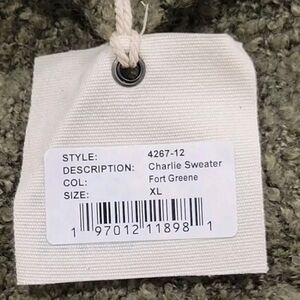 STYLE: 4267-12
DESCRIPTION: Charlie Sweater
COL: Fort Greene
SIZE: XL
1 97012 11898 1